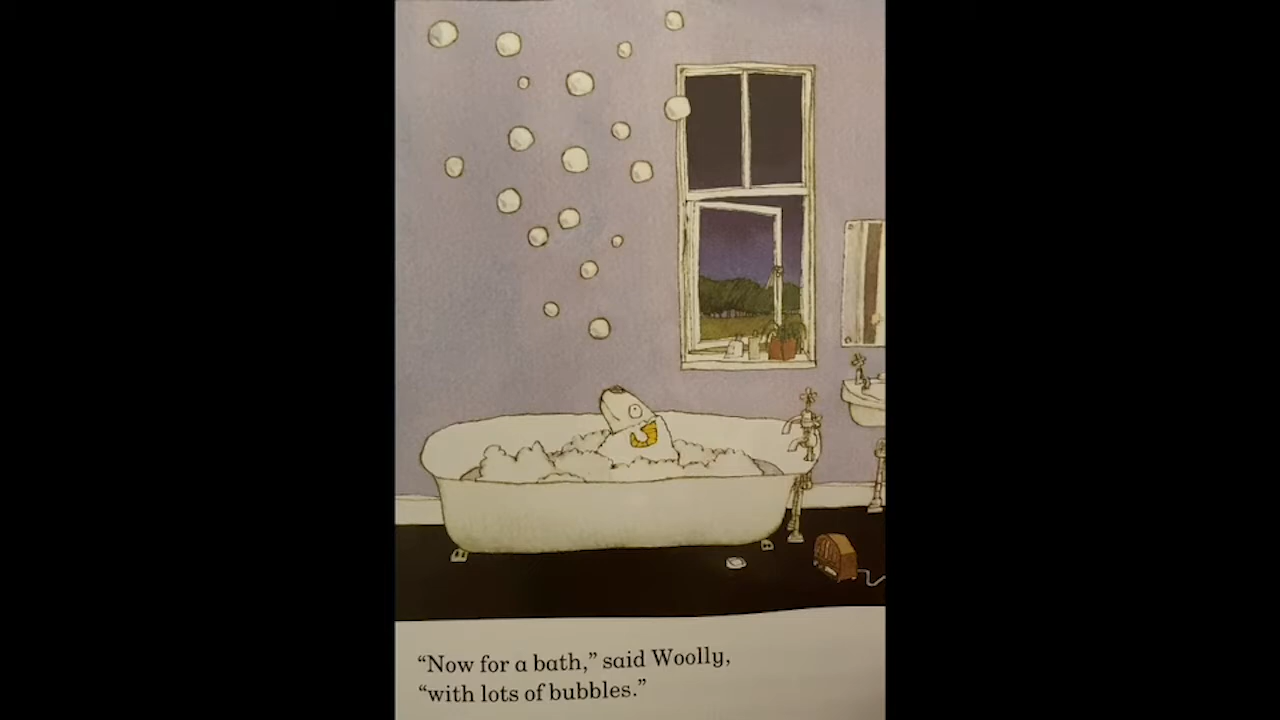 “Now for a bath,” said Woolly,
“with lots of bubbles.”